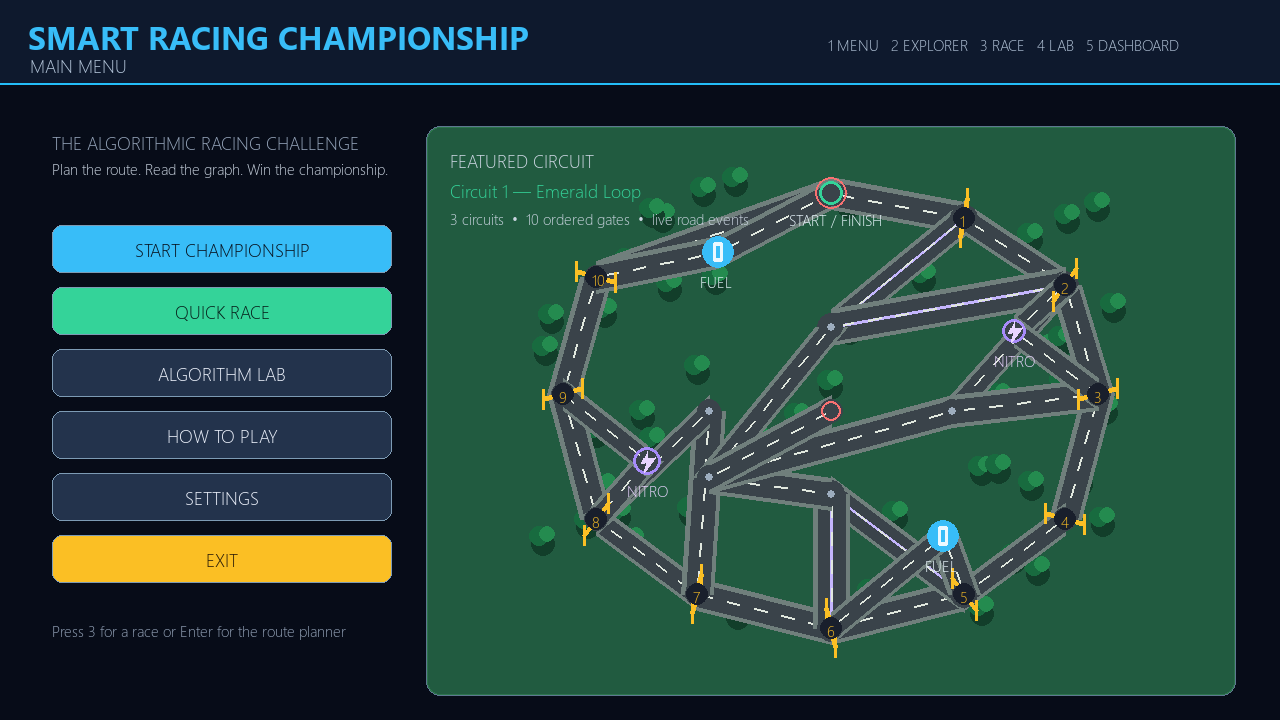 SMART RACING CHAMPIONSHIP
MAIN MENU
1 MENU 2 EXPLORER 3 RACE 4 LAB 5 DASHBOARD
THE ALGORITHMIC RACING CHALLENGE
Plan the route. Read the graph. Win the championship.
START CHAMPIONSHIP
QUICK RACE
ALGORITHM LAB
HOW TO PLAY
SETTINGS
EXIT
Press 3 for a race or Enter for the route planner
FEATURED CIRCUIT
Circuit 1 — Emerald Loop
3 circuits • 10 ordered gates • live road events
START / FINISH
1
FUEL
10
2
NITRO
9
3
NITRO
8
4
FUEL
7
5
6